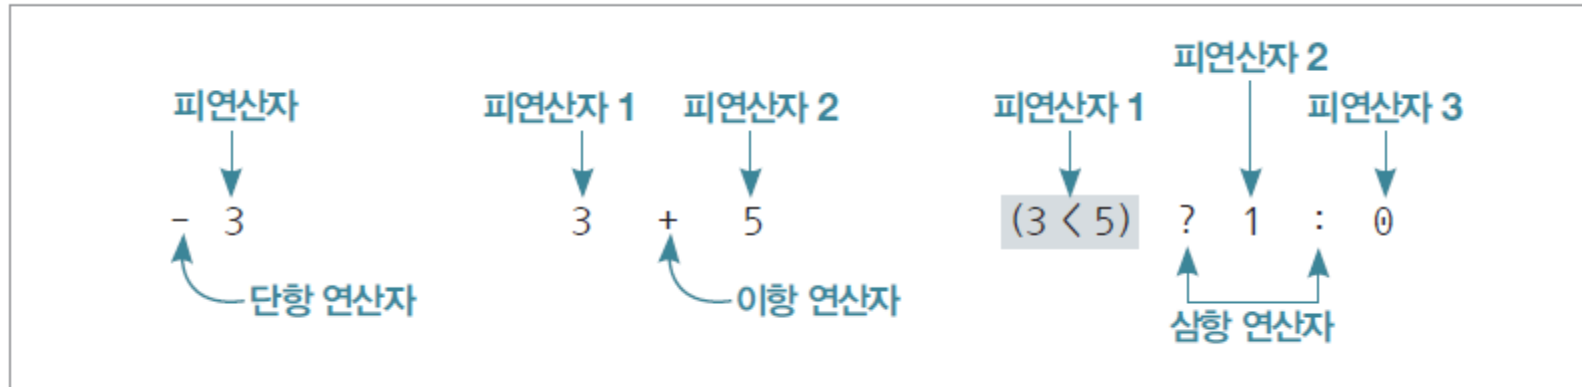 피연산자
- 3
단항 연산자
피연산자 1 피연산자 2
3 + 5
이항 연산자
피연산자 1 피연산자 2 피연산자 3
(3 < 5) ? 1 : 0
삼항 연산자